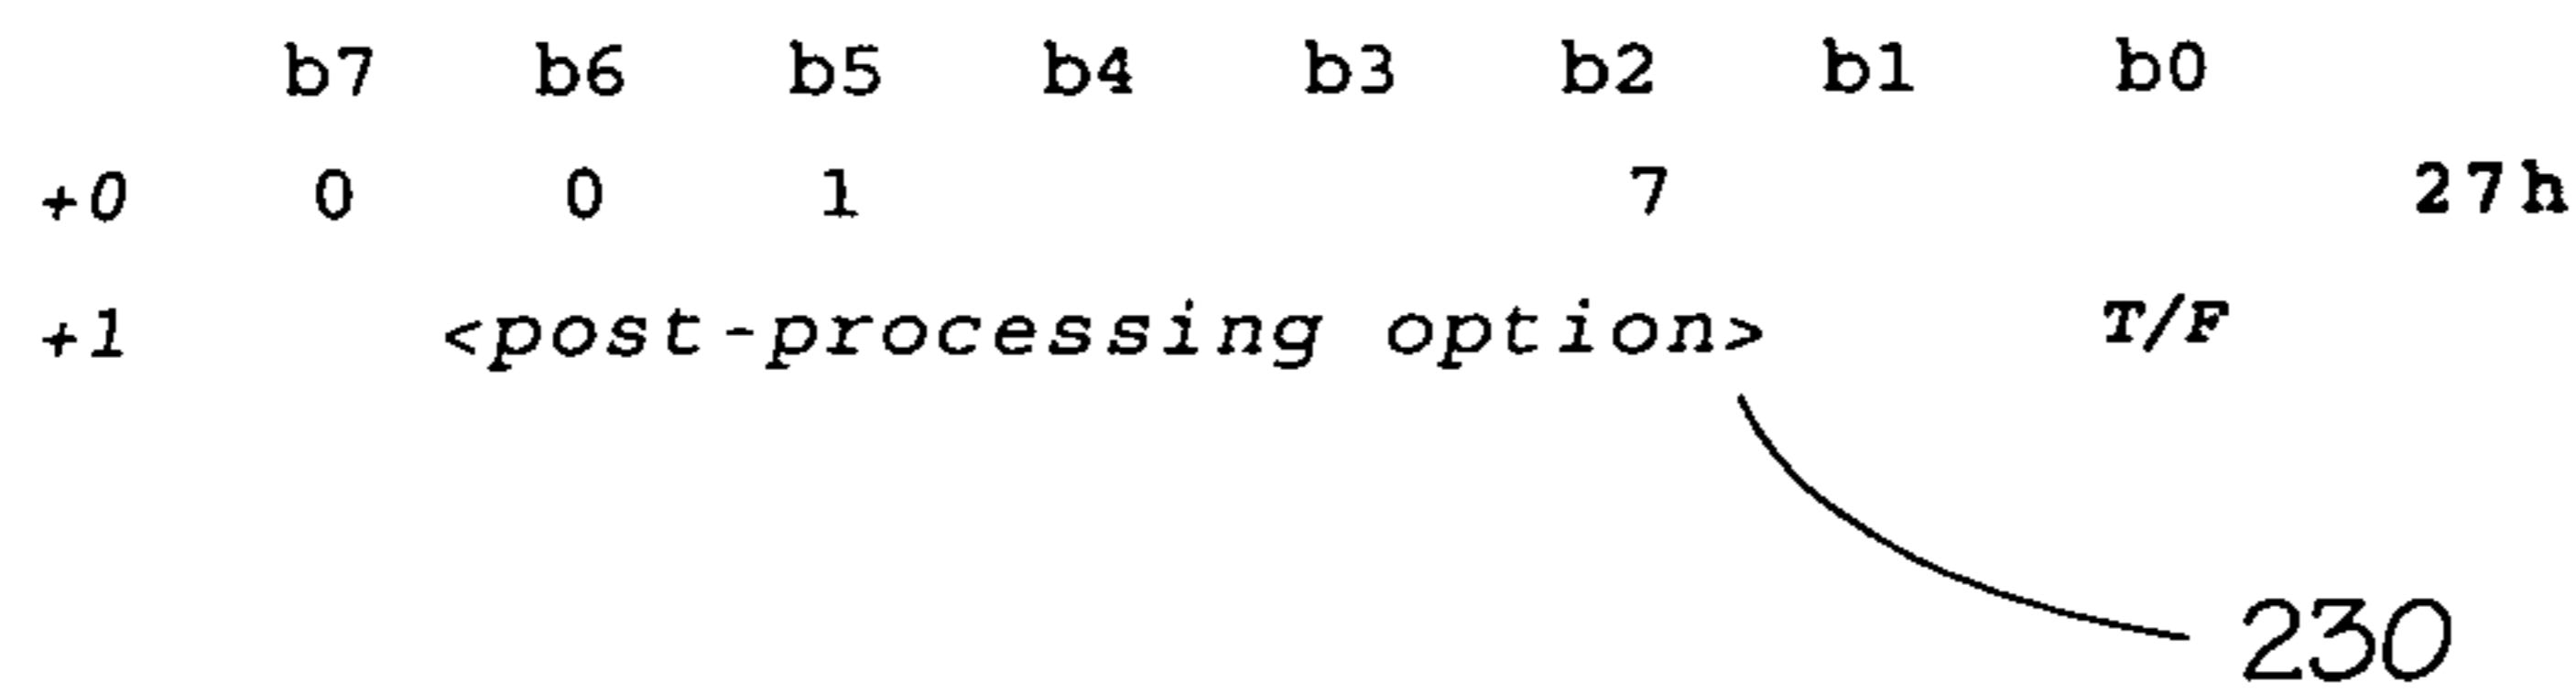 b7 b6 b5 b4 b3 b2 b1 b0
+0 0 0 1 7 27h
+1 <post-processing option> T/F
230